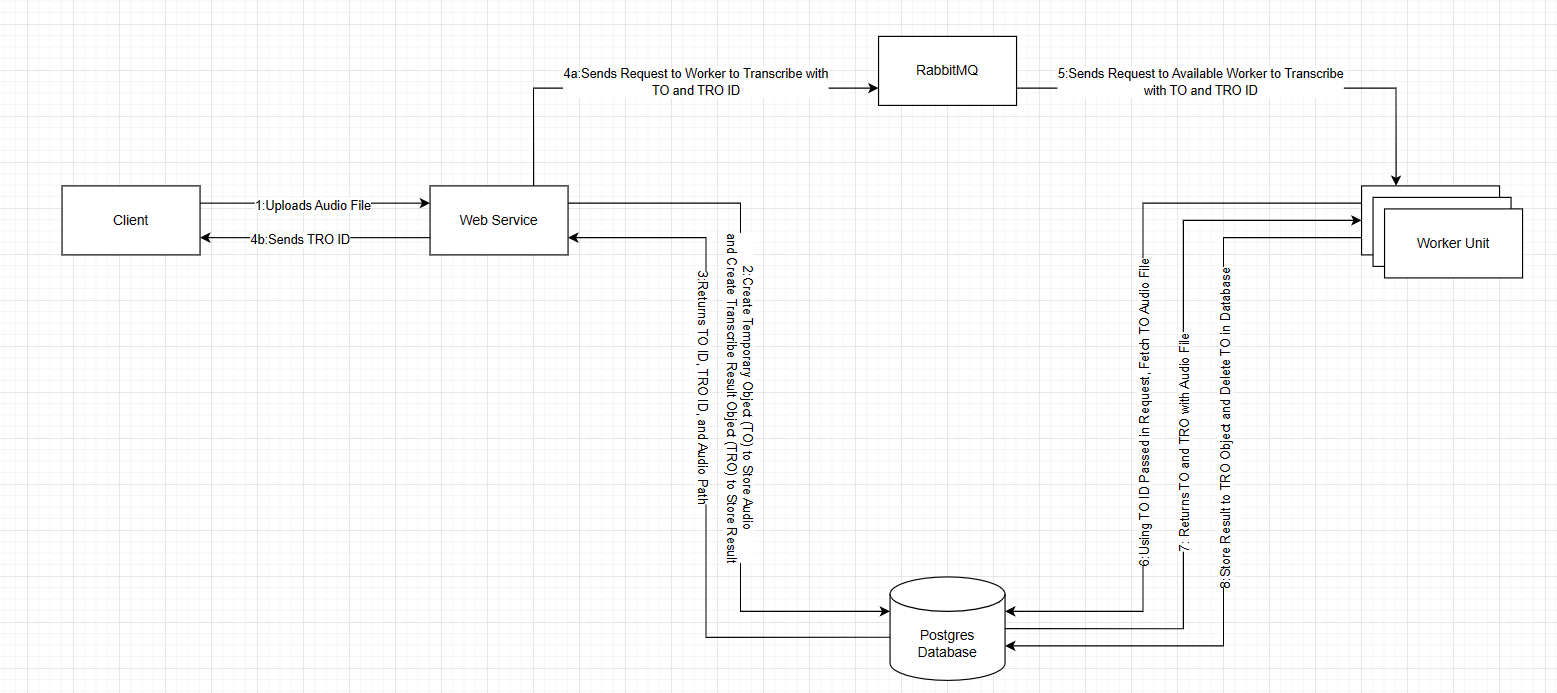 RabbitMQ
4a:Sends Request to Worker to Transcribe with
TO and TRO ID
5:Sends Request to Available Worker to Transcribe
with TO and TRO ID
Client
1:Uploads Audio File
4b:Sends TRO ID
Web Service
Worker Unit
2:Create Temporary Object (TO) to Store Audio
and Create Transcribe Result Object (TRO) to Store Result
3:Returns TO ID, TRO ID, and Audio Path
6:Using TO ID Passed in Request, Fetch TO Audio File
7: Returns TO and TRO with Audio File
8:Store Result to TRO Object and Delete TO in Database
Postgres
Database